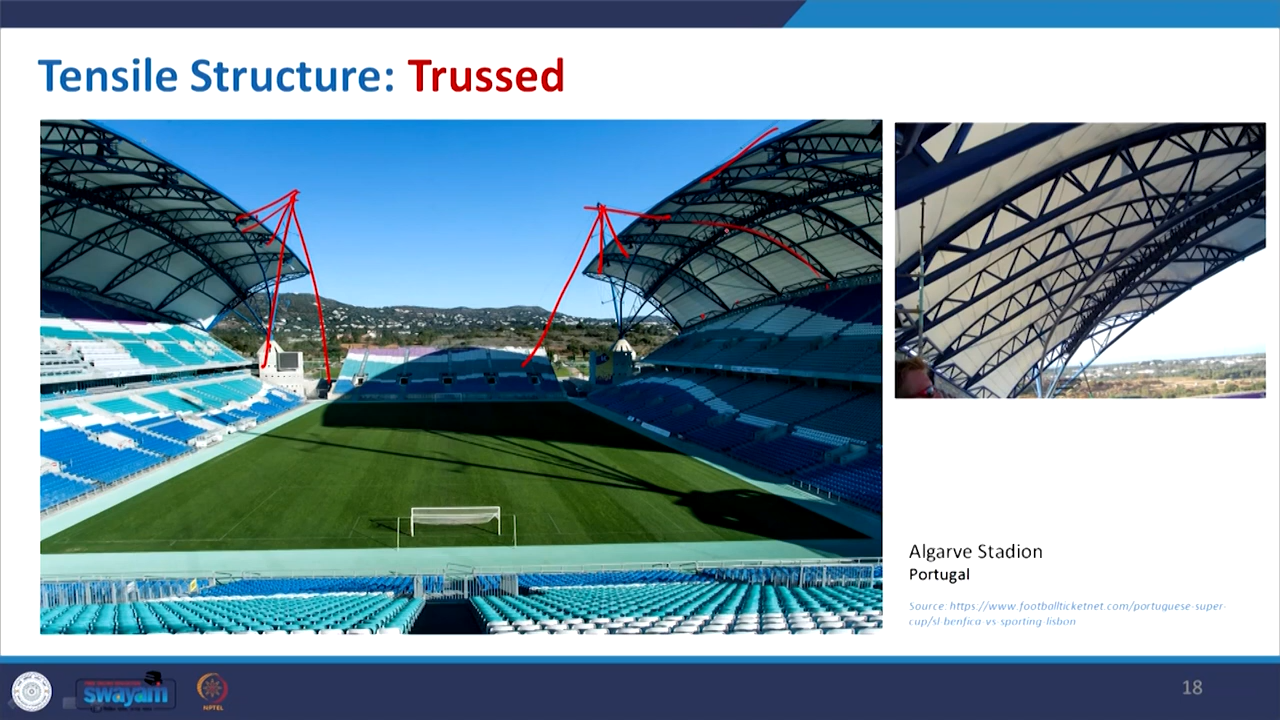 Tensile Structure: Trussed
Algarve Stadion
Portugal
Source: https://www.footballticketnet.com/portuguese-super-
cup/sl-benfica-vs-sporting-lisbon
swayam
NPTEL
18